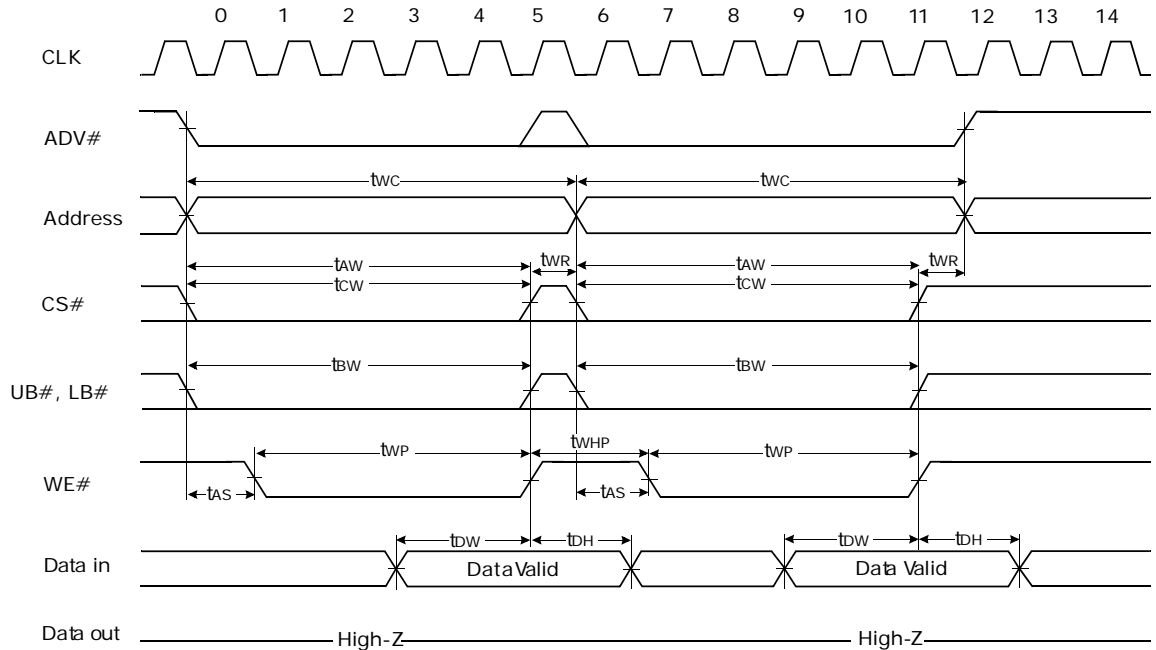 0 1 2 3 4 5 6 7 8 9 10 11 12 13 14
CLK
ADV#
tWC tWC
Address
tAW tWR tAW tWR
tCW tCW
CS#
tBW tBW
UB#, LB#
tWP tWHP tWP
WE#
tAS tAS
tDW tDH tDW tDH
Data in Data Valid Data Valid
Data out High-Z High-Z